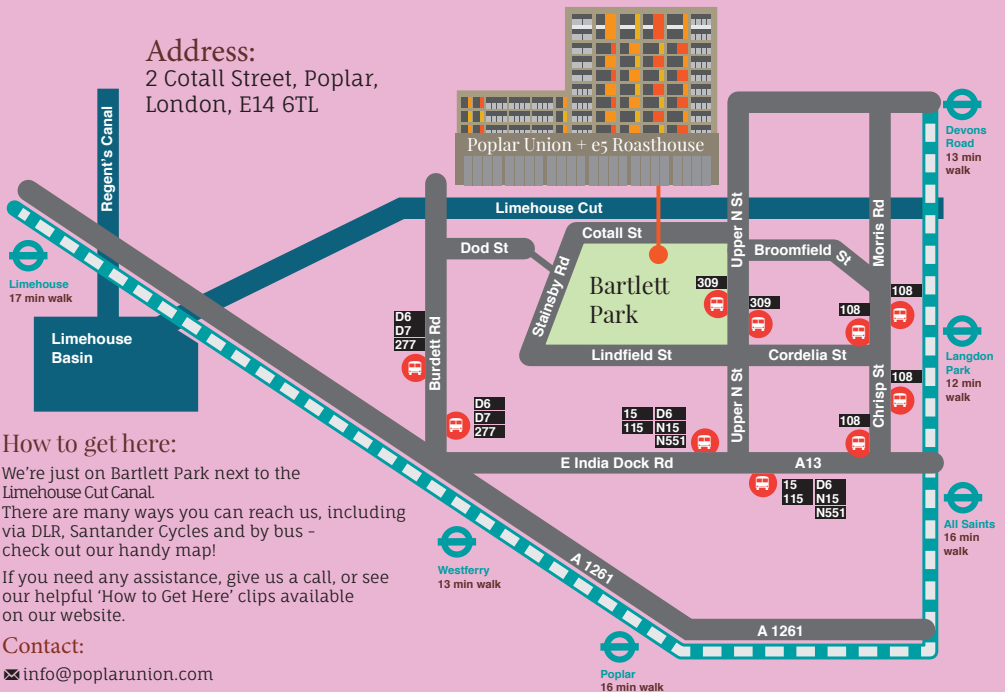 Address:
2 Cotall Street, Poplar,
London, E14 6TL
Poplar Union + e5 Roasthouse
Regent's Canal
Limehouse Cut
Limehouse
17 min walk
Limehouse
Basin
Dod St
Cotall St
Stainsby Rd
Bartlett
Park
Upper N St
Broomfield St
Morris Rd
Devons
Road
13 min
walk
309
309
108
108
Burdett Rd
D6
D7
277
Lindfield St
Cordelia St
Langdon
Park
12 min
walk
D6
D7
277
15 D6
115 N15
N551
Upper N St
Chrisp St
108
108
E India Dock Rd
A13
15 D6
115 N15
N551
All Saints
16 min
walk
How to get here:
We're just on Bartlett Park next to the
Limehouse Cut Canal.
There are many ways you can reach us, including
via DLR, Santander Cycles and by bus -
check out our handy map!
If you need any assistance, give us a call, or see
our helpful ‘How to Get Here’ clips available
on our website.
Contact:
info@poplarunion.com
Westferry
13 min walk
A 1261
A 1261
Poplar
16 min walk